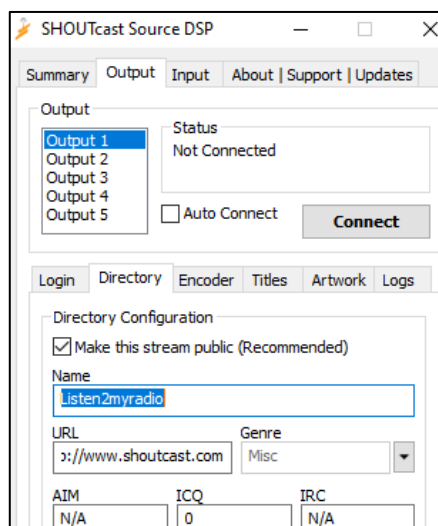 SHOUTcast Source DSP
Summary Output Input About | Support | Updates
Output
Output 1
Output 2
Output 3
Output 4
Output 5
Status
Not Connected
Auto Connect
Connect
Login Directory Encoder Titles Artwork Logs
Directory Configuration
Make this stream public (Recommended)
Name
Listen2myradio
URL Genre
://www.shoutcast.com Misc
AIM ICQ IRC
N/A 0 N/A